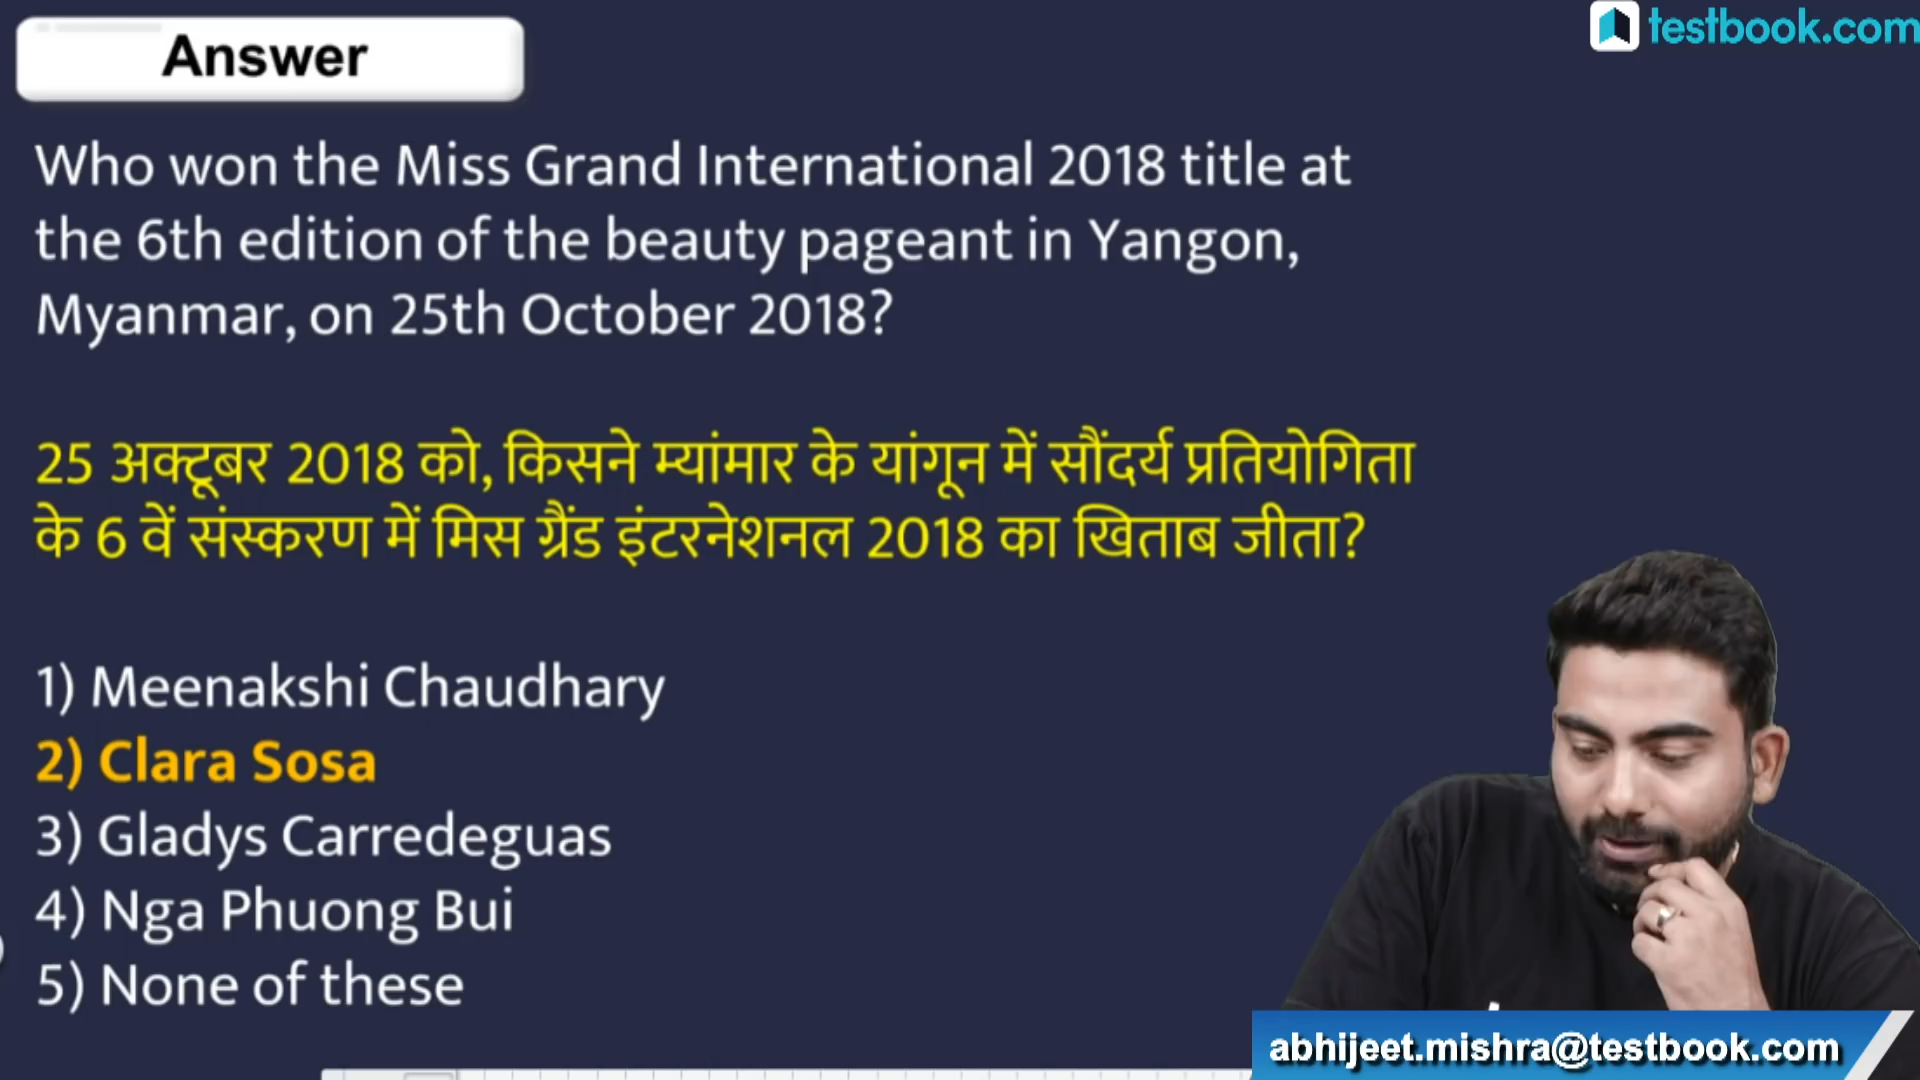 Answer
testbook.com
Who won the Miss Grand International 2018 title at
the 6th edition of the beauty pageant in Yangon,
Myanmar, on 25th October 2018?
25 अक्टूबर 2018 को, किसने म्यांमार के यांगून में सौंदर्य प्रतियोगिता
के 6 वें संस्करण में मिस ग्रैंड इंटरनेशनल 2018 का खिताब जीता?
1) Meenakshi Chaudhary
2) Clara Sosa
3) Gladys Carredeguas
4) Nga Phuong Bui
5) None of these
abhijeet.mishra@testbook.com